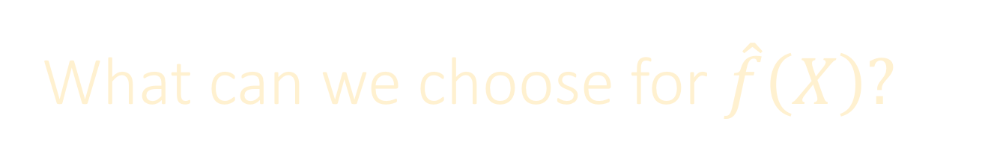 What can we choose for f̂(X)?